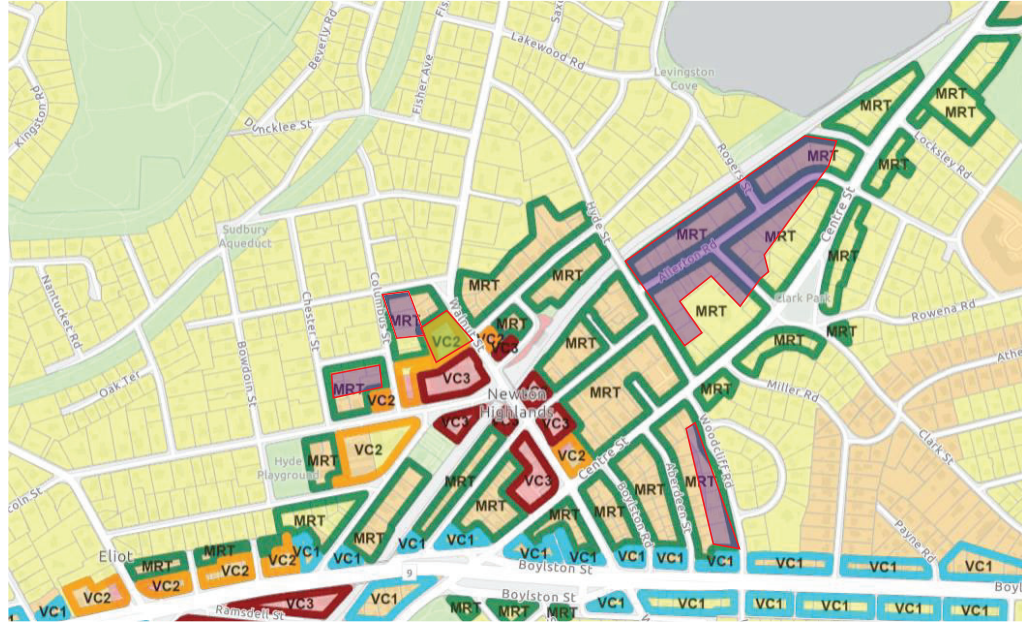 Kingston Rd
Beverly Rd
Fisher Ave
Duncklee St
Lakewood Rd
Levingston
Cove
Rogers St
MRT
MRT
MRT
MRT
Locksley Rd
MRT
MRT
MRT
MRT
Allerton Rd
Centre St
MRT
MRT
Clark Park
Rowena Rd
MRT
MRT
Sudbury
Aqueduct
Nantucket Rd
Chester St
Columbus St
Bowdoin St
Oak Ter
Hyde St
Walnut St
MRT
MRT
MRT
MRT
VC2
VC2
VC3
MRT
VC3
MRT
VC2
Newton
Highlands
VC3
VC3
MRT
MRT
Miller Rd
Clark St
VC2
VC2
Centre St
Hyde
Playground
MRT
MRT
VC3
MRT
MRT
Woodcliff Rd
Aberdeen St
Boylston Rd
MRT
MRT
MRT
MRT
MRT
Payne Rd
Eliot
MRT
MRT
VC2
VC2
VC2
VC2
VC1
VC1
VC1
VC1
VC1
VC1
VC1
VC1
VC1
VC1
VC1
VC1
Boylston St
9
Boylston St
VC1
Ramsdell St
VC3
VC1
MRT
MRT
MRT
VC1
VC1
VC1
VC1
VC1
VC1